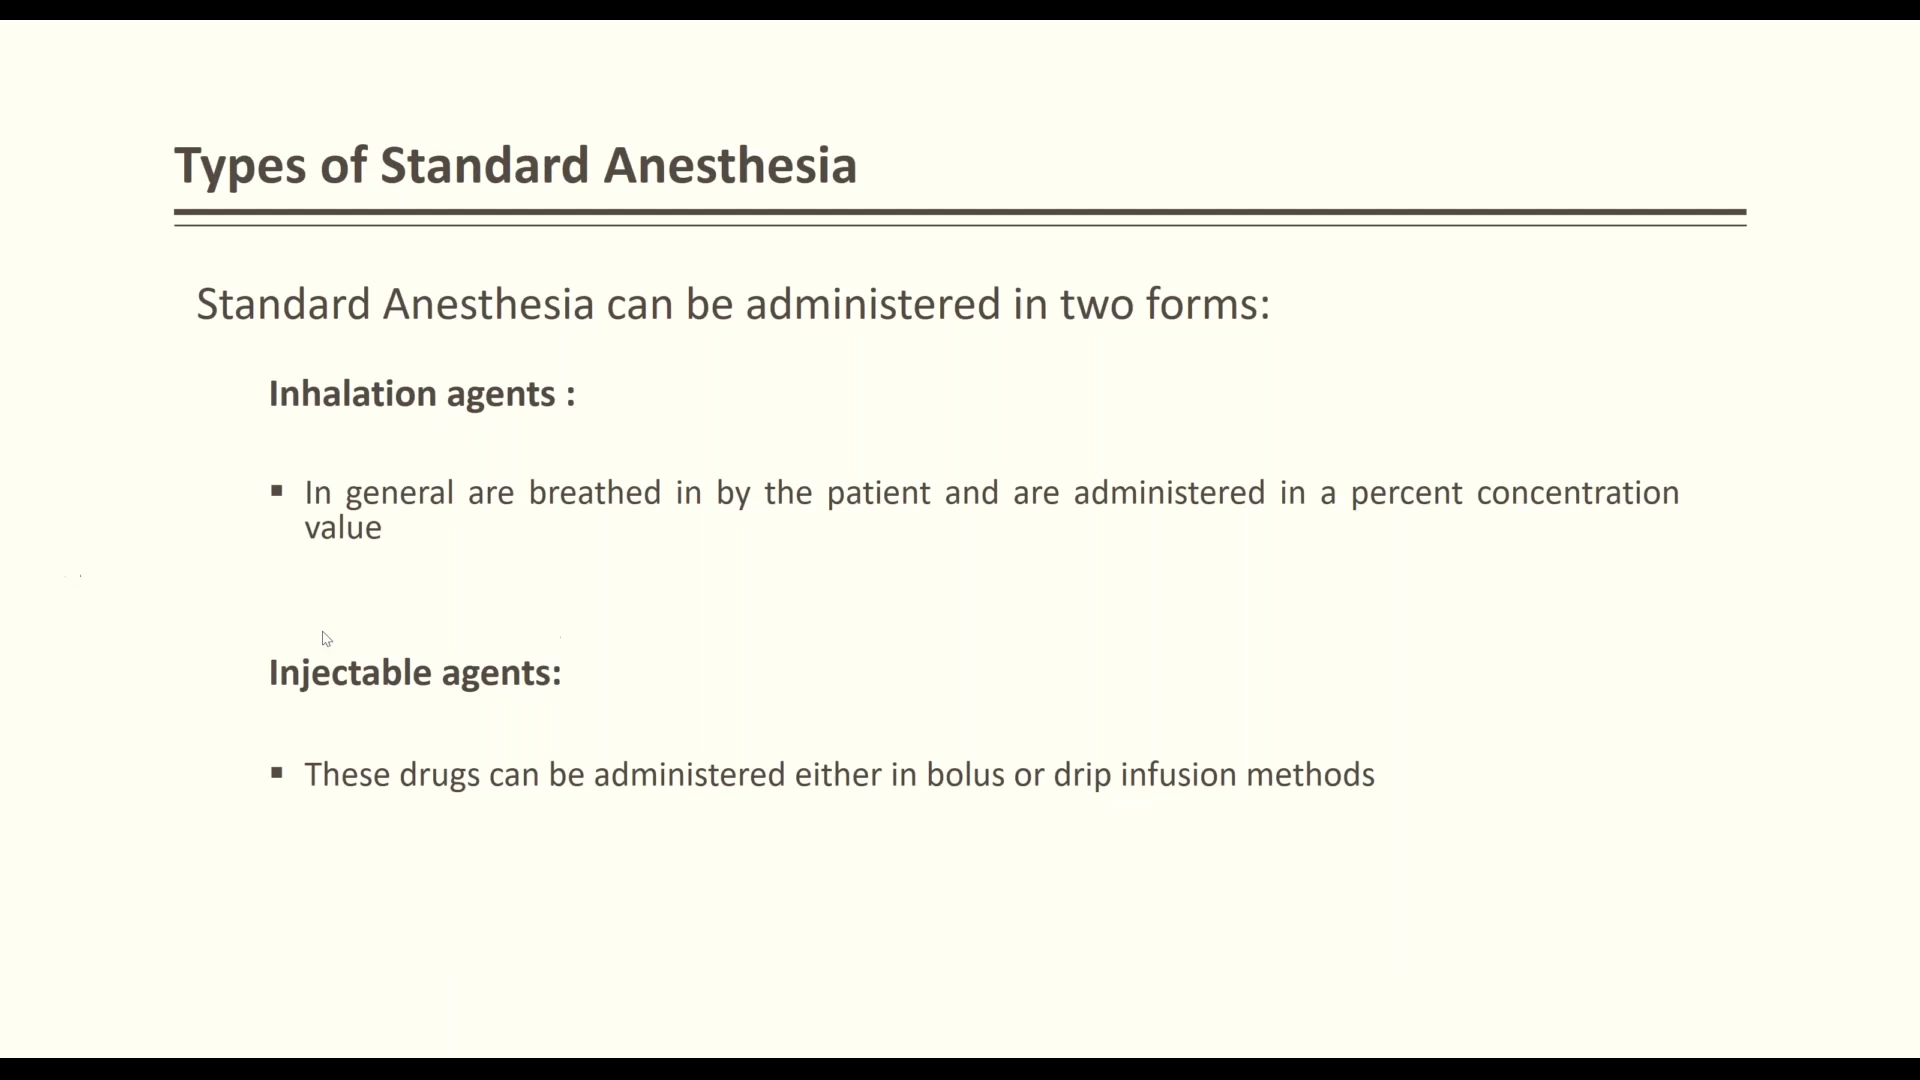 Types of Standard Anesthesia
Standard Anesthesia can be administered in two forms:
Inhalation agents :
▪ In general are breathed in by the patient and are administered in a percent concentration
value
Injectable agents:
▪ These drugs can be administered either in bolus or drip infusion methods